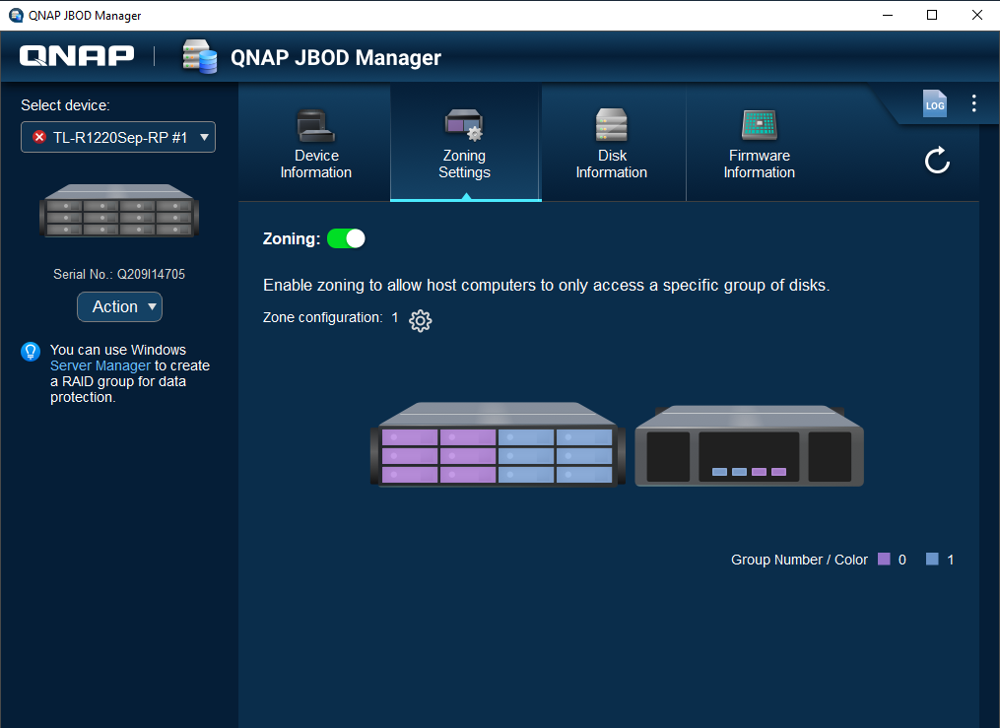 QNAP JBOD Manager
QNAP
QNAP JBOD Manager
Select device:
TL-R1220Sep-RP #1
Serial No.: Q209I14705
Action
You can use Windows
Server Manager to create
a RAID group for data
protection.
Device
Information
Zoning
Settings
Disk
Information
Firmware
Information
LOG
Zoning:
Enable zoning to allow host computers to only access a specific group of disks.
Zone configuration: 1
Group Number / Color 0 1